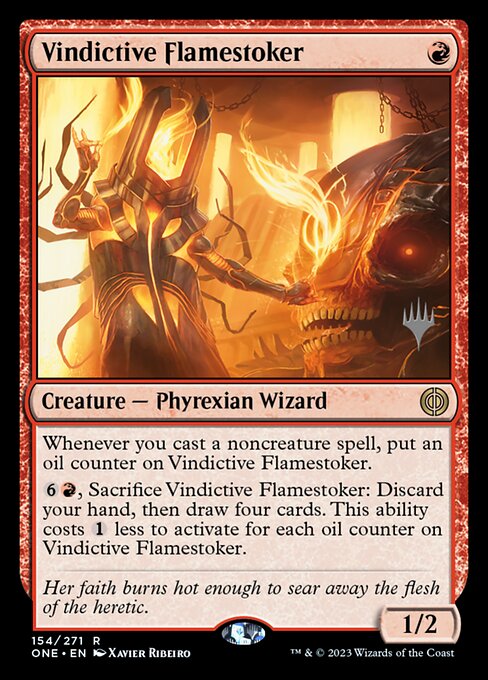 Vindictive Flamestoker
Creature — Phyrexian Wizard
Whenever you cast a noncreature spell, put an
oil counter on Vindictive Flamestoker.
6 R, Sacrifice Vindictive Flamestoker: Discard
your hand, then draw four cards. This ability
costs 1 less to activate for each oil counter on
Vindictive Flamestoker.
Her faith burns hot enough to sear away the flesh
of the heretic.
1/2
154/271 R
ONE • EN Xavier Ribeiro
™ & © 2023 Wizards of the Coast